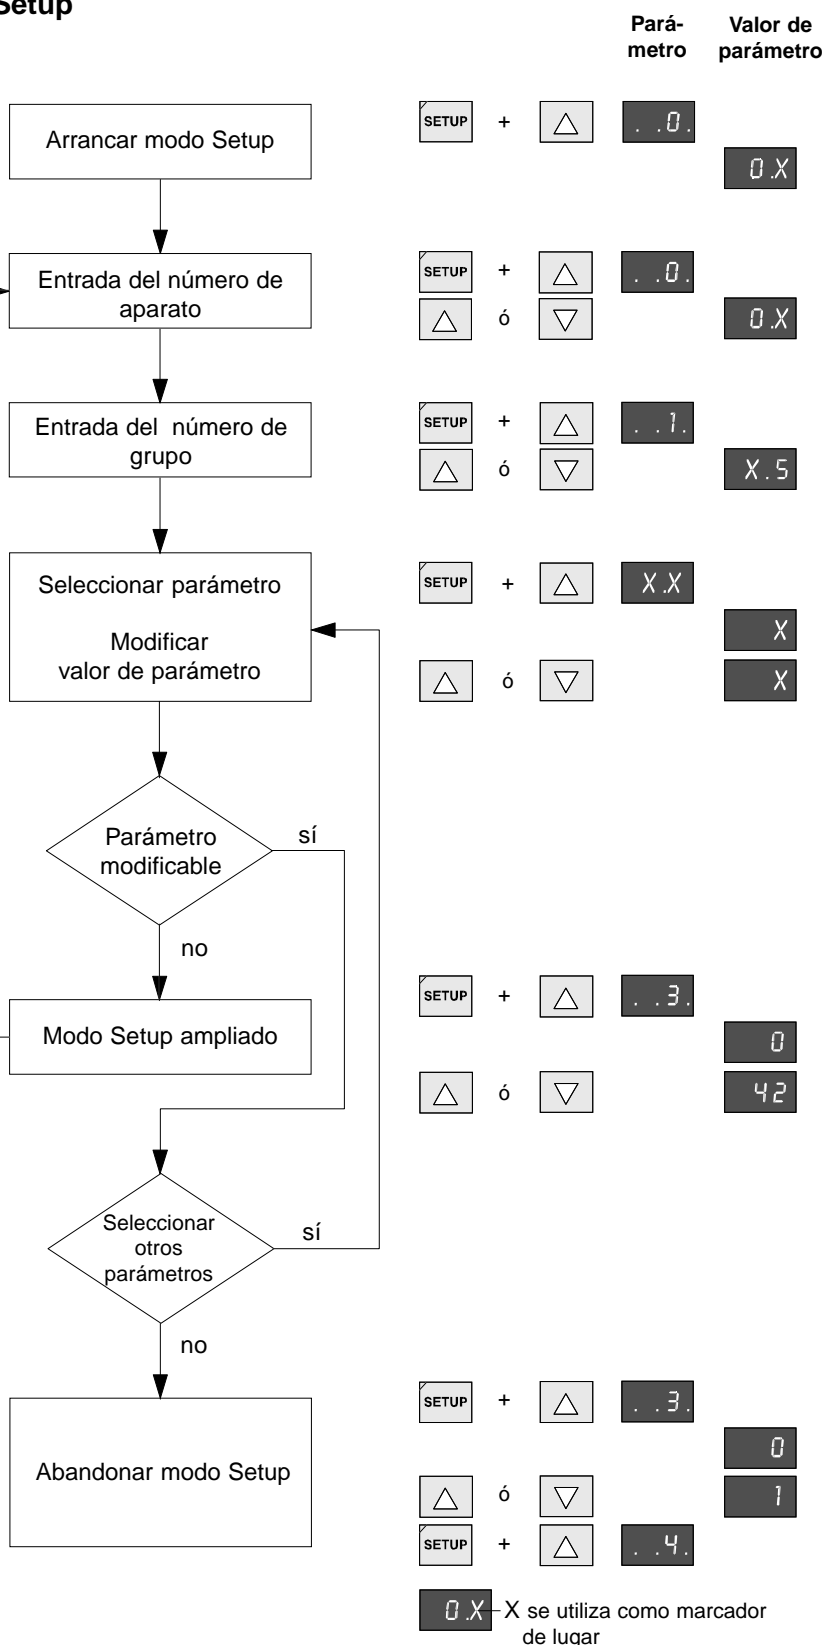 Setup
Pará-
metro
Valor de
parámetro
Arrancar modo Setup
SETUP + . .0.
0.X
Entrada del número de
aparato
SETUP + . .0.
ó 0.X
Entrada del número de
grupo
SETUP + . .1.
ó X.5
Seleccionar parámetro
Modificar
valor de parámetro
SETUP + X.X
X
ó X
Parámetro
modificable
sí
no
Modo Setup ampliado
SETUP + . .3.
0
ó 42
Seleccionar
otros
parámetros
sí
no
Abandonar modo Setup
SETUP + . .3.
0
ó 1
SETUP + . .4.
0.X X se utiliza como marcador
de lugar